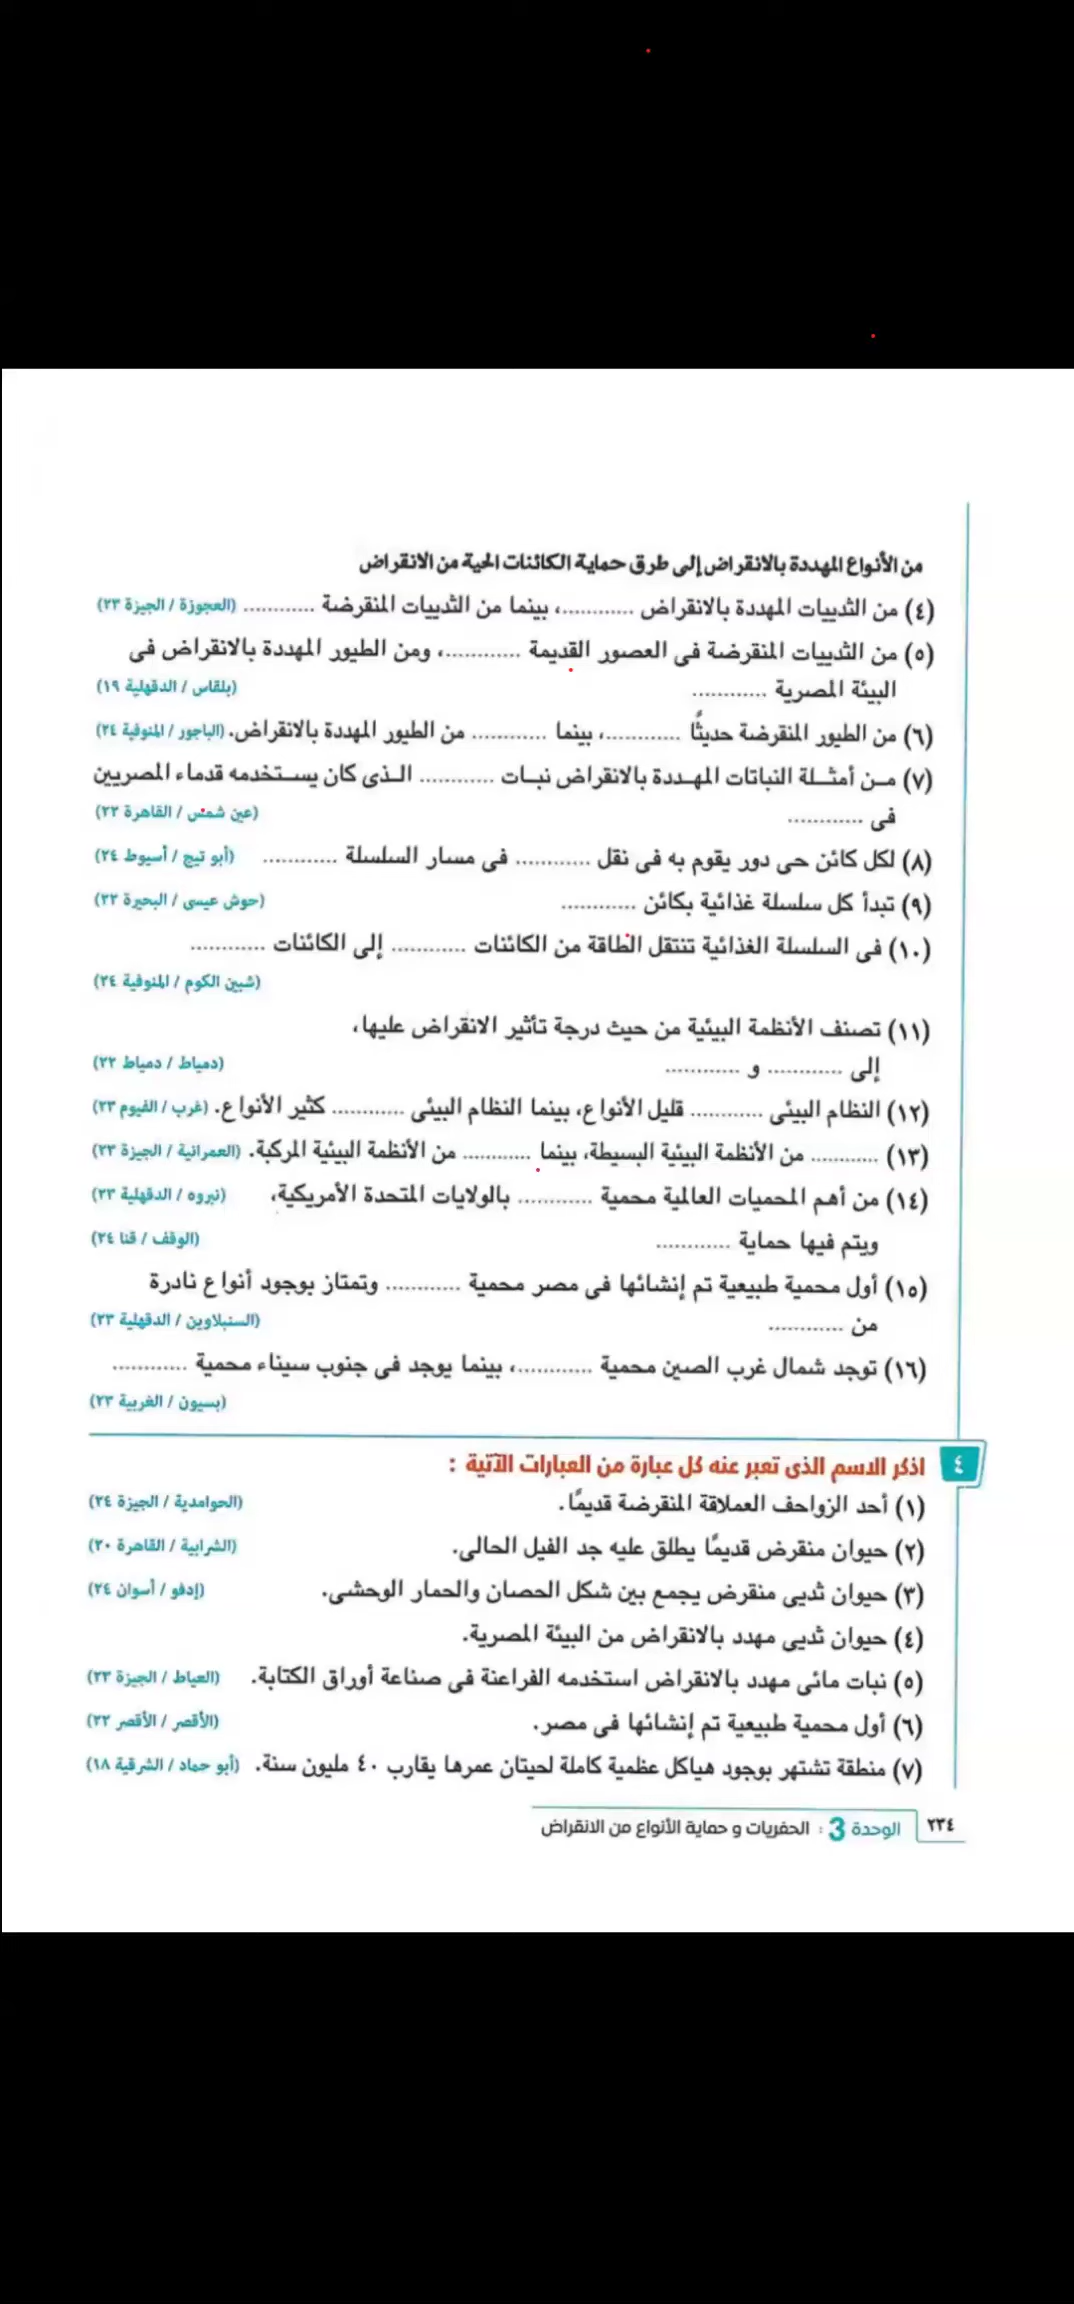 من الأنواع المهددة بالانقراض إلى طرق حماية الكائنات الحية من الانقراض
(٤) من الثدييات المهددة بالانقراض ............، بينما من الثدييات المنقرضة ............ (العجوزة / الجيزة ٢٣)
(٥) من الثدييات المنقرضة فى العصور القديمة ............، ومن الطيور المهددة بالانقراض فى
البيئة المصرية ............ (بلقاس / الدقهلية ١٩)
(٦) من الطيور المنقرضة حديثًا ............، بينما ............ من الطيور المهددة بالانقراض. (الباجور / المنوفية ٢٤)
(٧) مـن أمثـلة النباتات المهـددة بالانقراض نبـات ............ الـذى كان يسـتخدمه قدماء المصريين
فى ............ (عين شمس / القاهرة ٢٢)
(٨) لكل كائن حى دور يقوم به فى نقل ............ فى مسار السلسلة ............ (أبو تيج / أسيوط ٢٤)
(٩) تبدأ كل سلسلة غذائية بكائن ............ (حوش عيسى / البحيرة ٢٢)
(١٠) فى السلسلة الغذائية تنتقل الطاقة من الكائنات ............ إلى الكائنات ............
(شبين الكوم / المنوفية ٢٤)
(١١) تصنف الأنظمة البيئية من حيث درجة تأثير الانقراض عليها،
إلى ............ و ............ (دمياط / دمياط ٢٢)
(١٢) النظام البيئى ............ قليل الأنواع، بينما النظام البيئى ............ كثير الأنواع. (غرب / الفيوم ٢٣)
(١٣) ............ من الأنظمة البيئية البسيطة، بينما ............ من الأنظمة البيئية المركبة. (العمرانية / الجيزة ٢٣)
(١٤) من أهم المحميات العالمية محمية ............ بالولايات المتحدة الأمريكية، (نبروه / الدقهلية ٢٣)
ويتم فيها حماية ............ (الوقف / قنا ٢٤)
(١٥) أول محمية طبيعية تم إنشائها فى مصر محمية ............ وتمتاز بوجود أنواع نادرة
من ............ (السنبلاوين / الدقهلية ٢٣)
(١٦) توجد شمال غرب الصين محمية ............، بينما يوجد فى جنوب سيناء محمية ............
(بسيون / الغربية ٢٣)
٤ اذكر الاسم الذى تعبر عنه كل عبارة من العبارات الآتية :
(١) أحد الزواحف العملاقة المنقرضة قديمًا. (الحوامدية / الجيزة ٢٤)
(٢) حيوان منقرض قديمًا يطلق عليه جد الفيل الحالى. (الشرابية / القاهرة ٢٠)
(٣) حيوان ثديى منقرض يجمع بين شكل الحصان والحمار الوحشى. (إدفو / أسوان ٢٤)
(٤) حيوان ثديى مهدد بالانقراض من البيئة المصرية.
(٥) نبات مائى مهدد بالانقراض استخدمه الفراعنة فى صناعة أوراق الكتابة. (العياط / الجيزة ٢٣)
(٦) أول محمية طبيعية تم إنشائها فى مصر. (الأقصر / الأقصر ٢٢)
(٧) منطقة تشتهر بوجود هياكل عظمية كاملة لحيتان عمرها يقارب ٤٠ مليون سنة. (أبو حماد / الشرقية ١٨)
٢٣٤ الوحدة 3 : الحفريات و حماية الأنواع من الانقراض